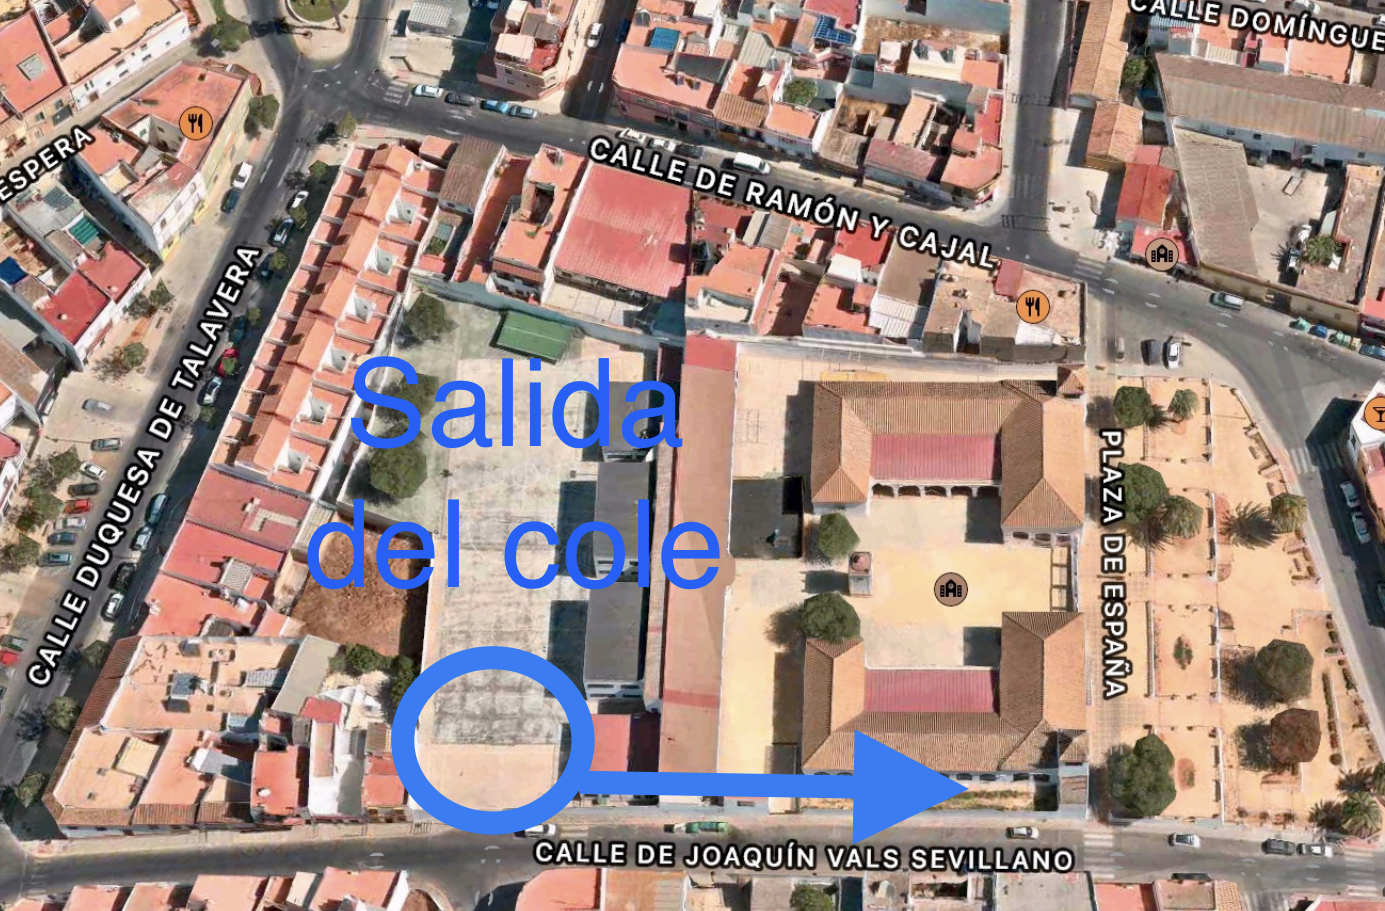 CALLE DOMÍNGUE
ESPERA
CALLE DE RAMÓN Y CAJAL
CALLE DUQUESA DE TALAVERA
Salida
del cole
PLAZA DE ESPAÑA
CALLE DE JOAQUÍN VALS SEVILLANO